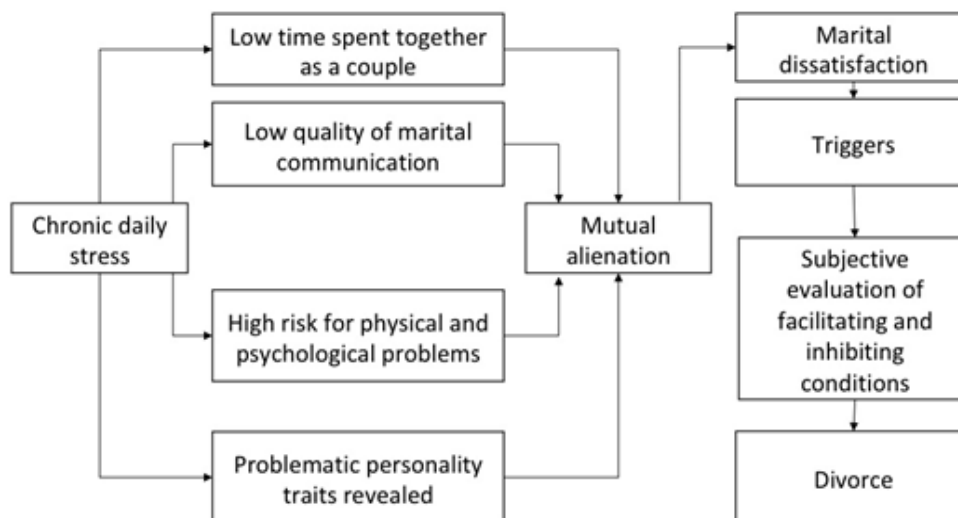 Low time spent together
as a couple
Low quality of marital
communication
Chronic daily
stress
High risk for physical and
psychological problems
Problematic personality
traits revealed
Mutual
alienation
Marital
dissatisfaction
Triggers
Subjective
evaluation of
facilitating and
inhibiting
conditions
Divorce